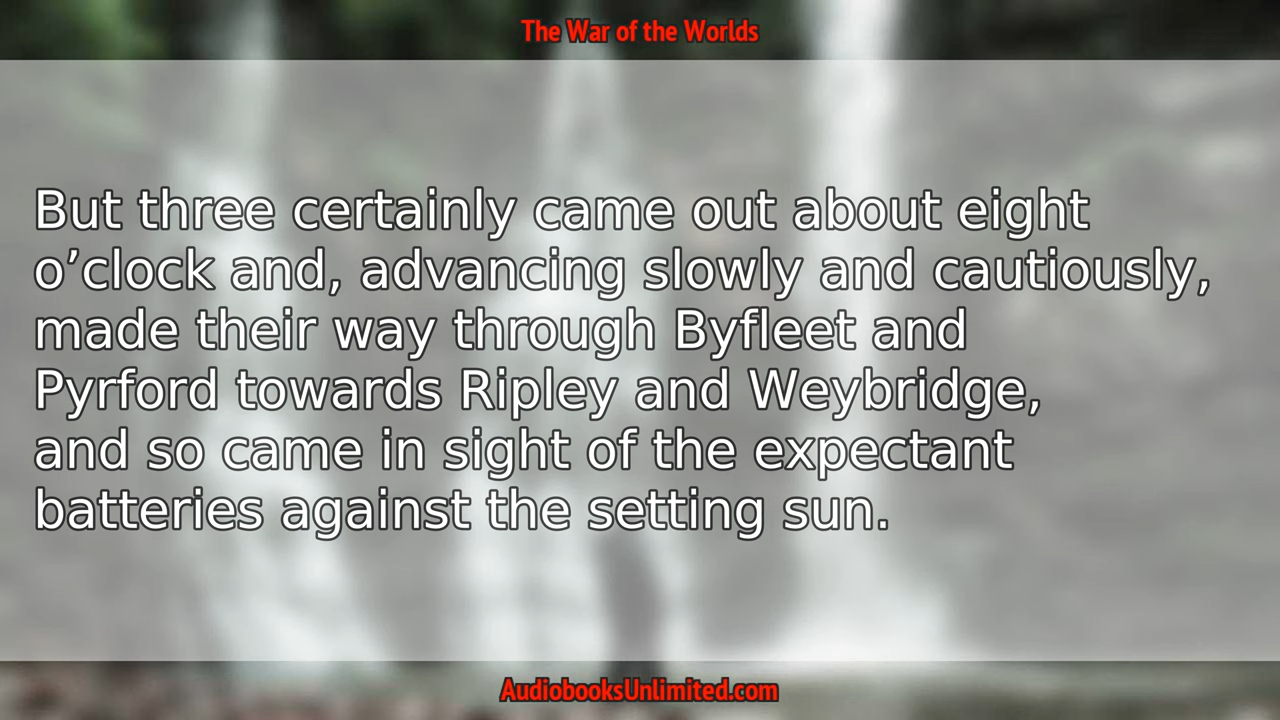 The War of the Worlds
But three certainly came out about eight
o’clock and, advancing slowly and cautiously,
made their way through Byfleet and
Pyrford towards Ripley and Weybridge,
and so came in sight of the expectant
batteries against the setting sun.
AudiobooksUnlimited.com